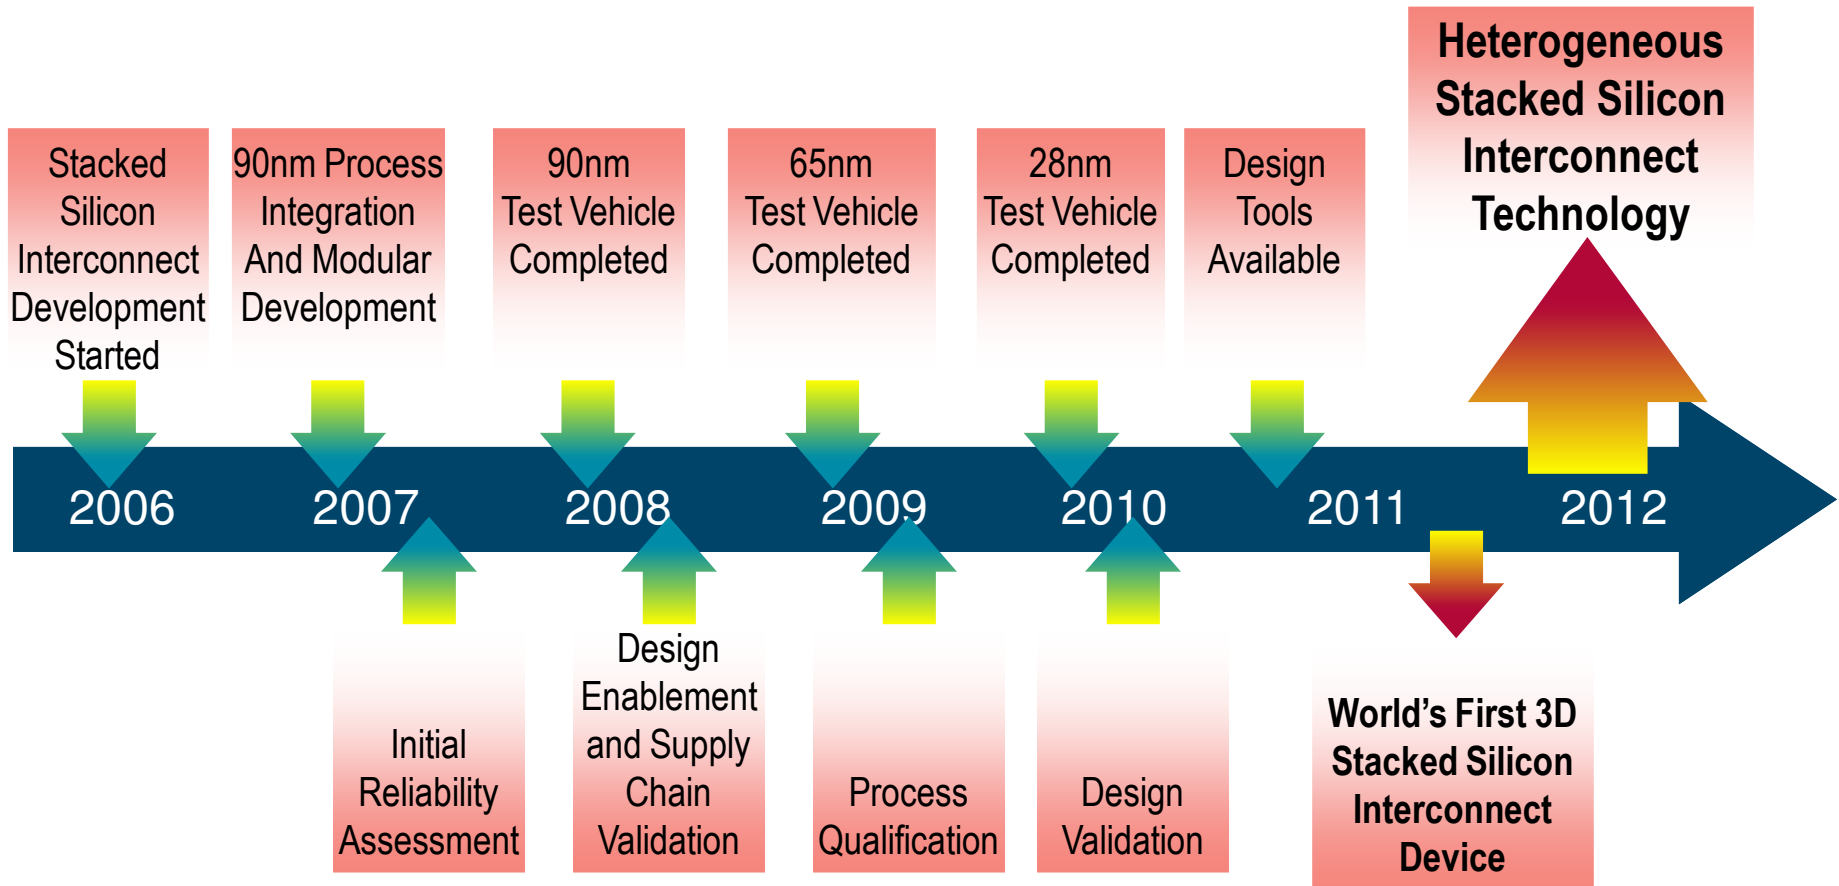 Heterogeneous
Stacked Silicon
Interconnect
Technology
Stacked
Silicon
Interconnect
Development
Started
90nm Process
Integration
And Modular
Development
90nm
Test Vehicle
Completed
65nm
Test Vehicle
Completed
28nm
Test Vehicle
Completed
Design
Tools
Available
2006
2007
2008
2009
2010
2011
2012
Initial
Reliability
Assessment
Design
Enablement
and Supply
Chain
Validation
Process
Qualification
Design
Validation
World’s First 3D
Stacked Silicon
Interconnect
Device